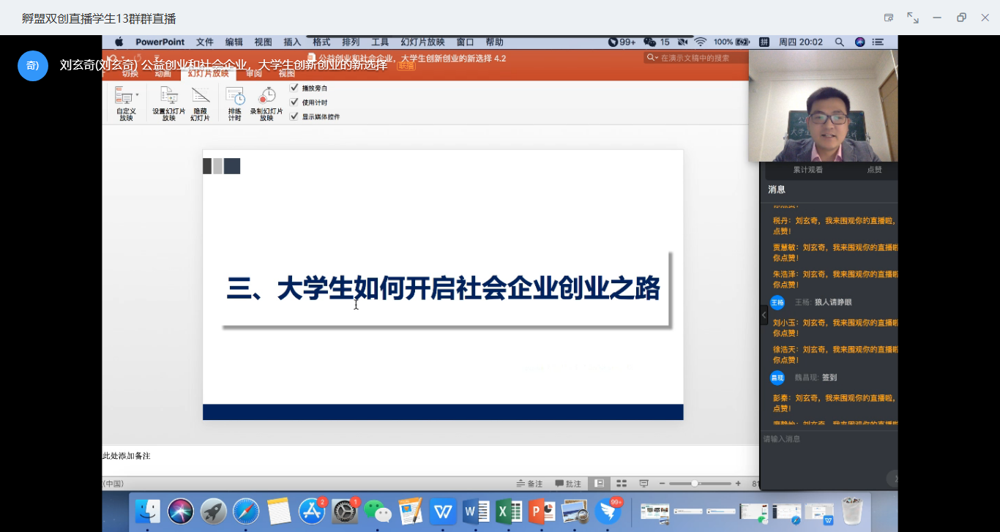 孵盟双创直播学生13群群直播
PowerPoint 文件 编辑 视图 插入 格式 排列 工具 幻灯片放映 窗口 帮助 99+ 15 100% 拼 周四 20:02
公益创业和社会企业，大学生创新创业的新选择 4.2
在演示文稿中的搜索
奇) 刘玄奇(刘玄奇) 公益创业和社会企业，大学生创新创业的新选择 联播
切换 动画 幻灯片放映 审阅 视图
自定义放映
设置幻灯片放映
隐藏幻灯片
排练计时
录制幻灯片放映
播放旁白
使用计时
显示媒体控件
三、大学生如何开启社会企业创业之路
累计观看 点赞
消息
税丹：刘玄奇，我来围观你的直播啦，
点赞！
贾慧敏：刘玄奇，我来围观你的直播啦
你点赞！
朱浩泽：刘玄奇，我来围观你的直播啦
你点赞！
王杨 王杨: 狼人请睁眼
刘小玉：刘玄奇，我来围观你的直播啦
你点赞！
徐浩天：刘玄奇，我来围观你的直播啦
你点赞！
昌现 魏昌现: 签到
彭秦：刘玄奇，我来围观你的直播啦，
点赞！
请输入消息
此处添加备注
(中国)
备注 批注
2 1 99+